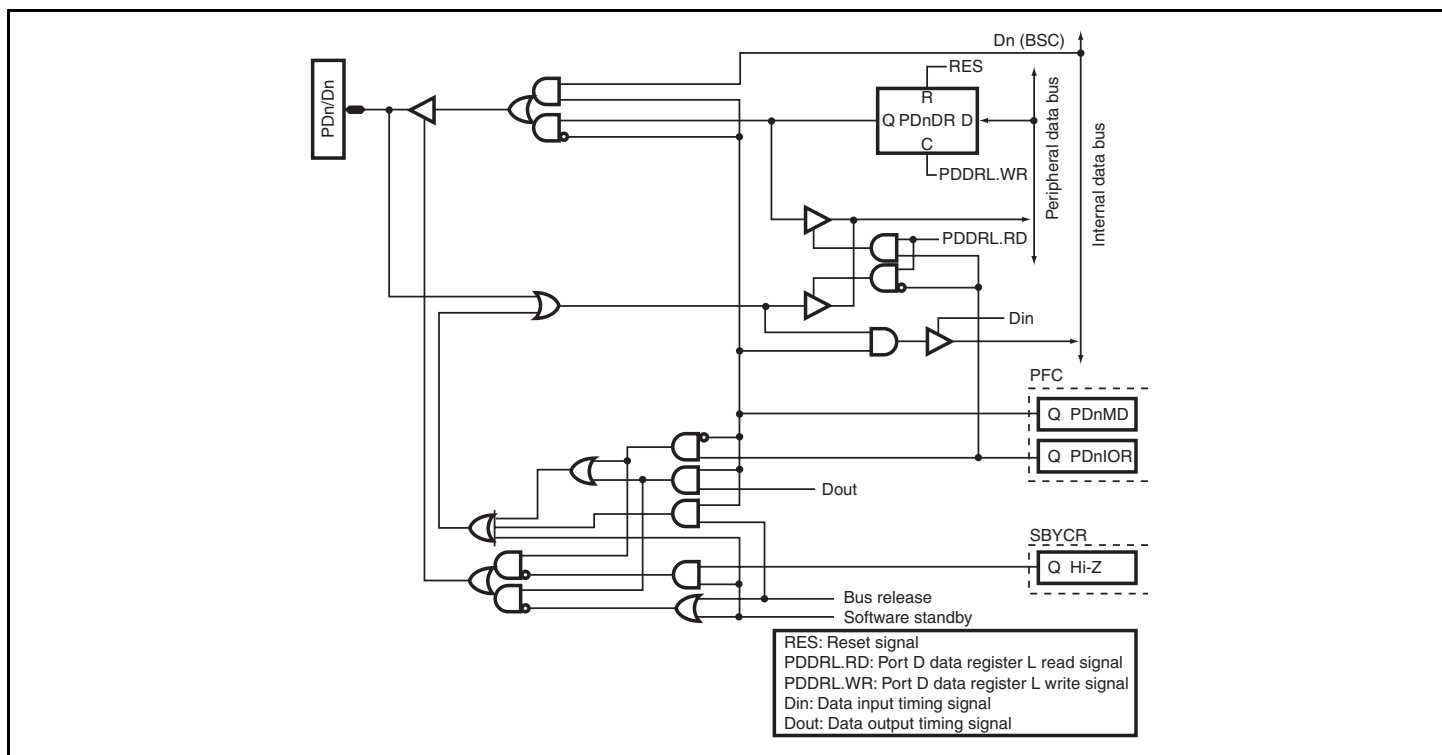 Dn (BSC)
PDn/Dn
RES
R
Q PDnDR D
C
PDDRL.WR
Peripheral data bus
Internal data bus
PDDRL.RD
Din
PFC
Q PDnMD
Q PDnIOR
Dout
SBYCR
Q Hi-Z
Bus release
Software standby
RES: Reset signal
PDDRL.RD: Port D data register L read signal
PDDRL.WR: Port D data register L write signal
Din: Data input timing signal
Dout: Data output timing signal